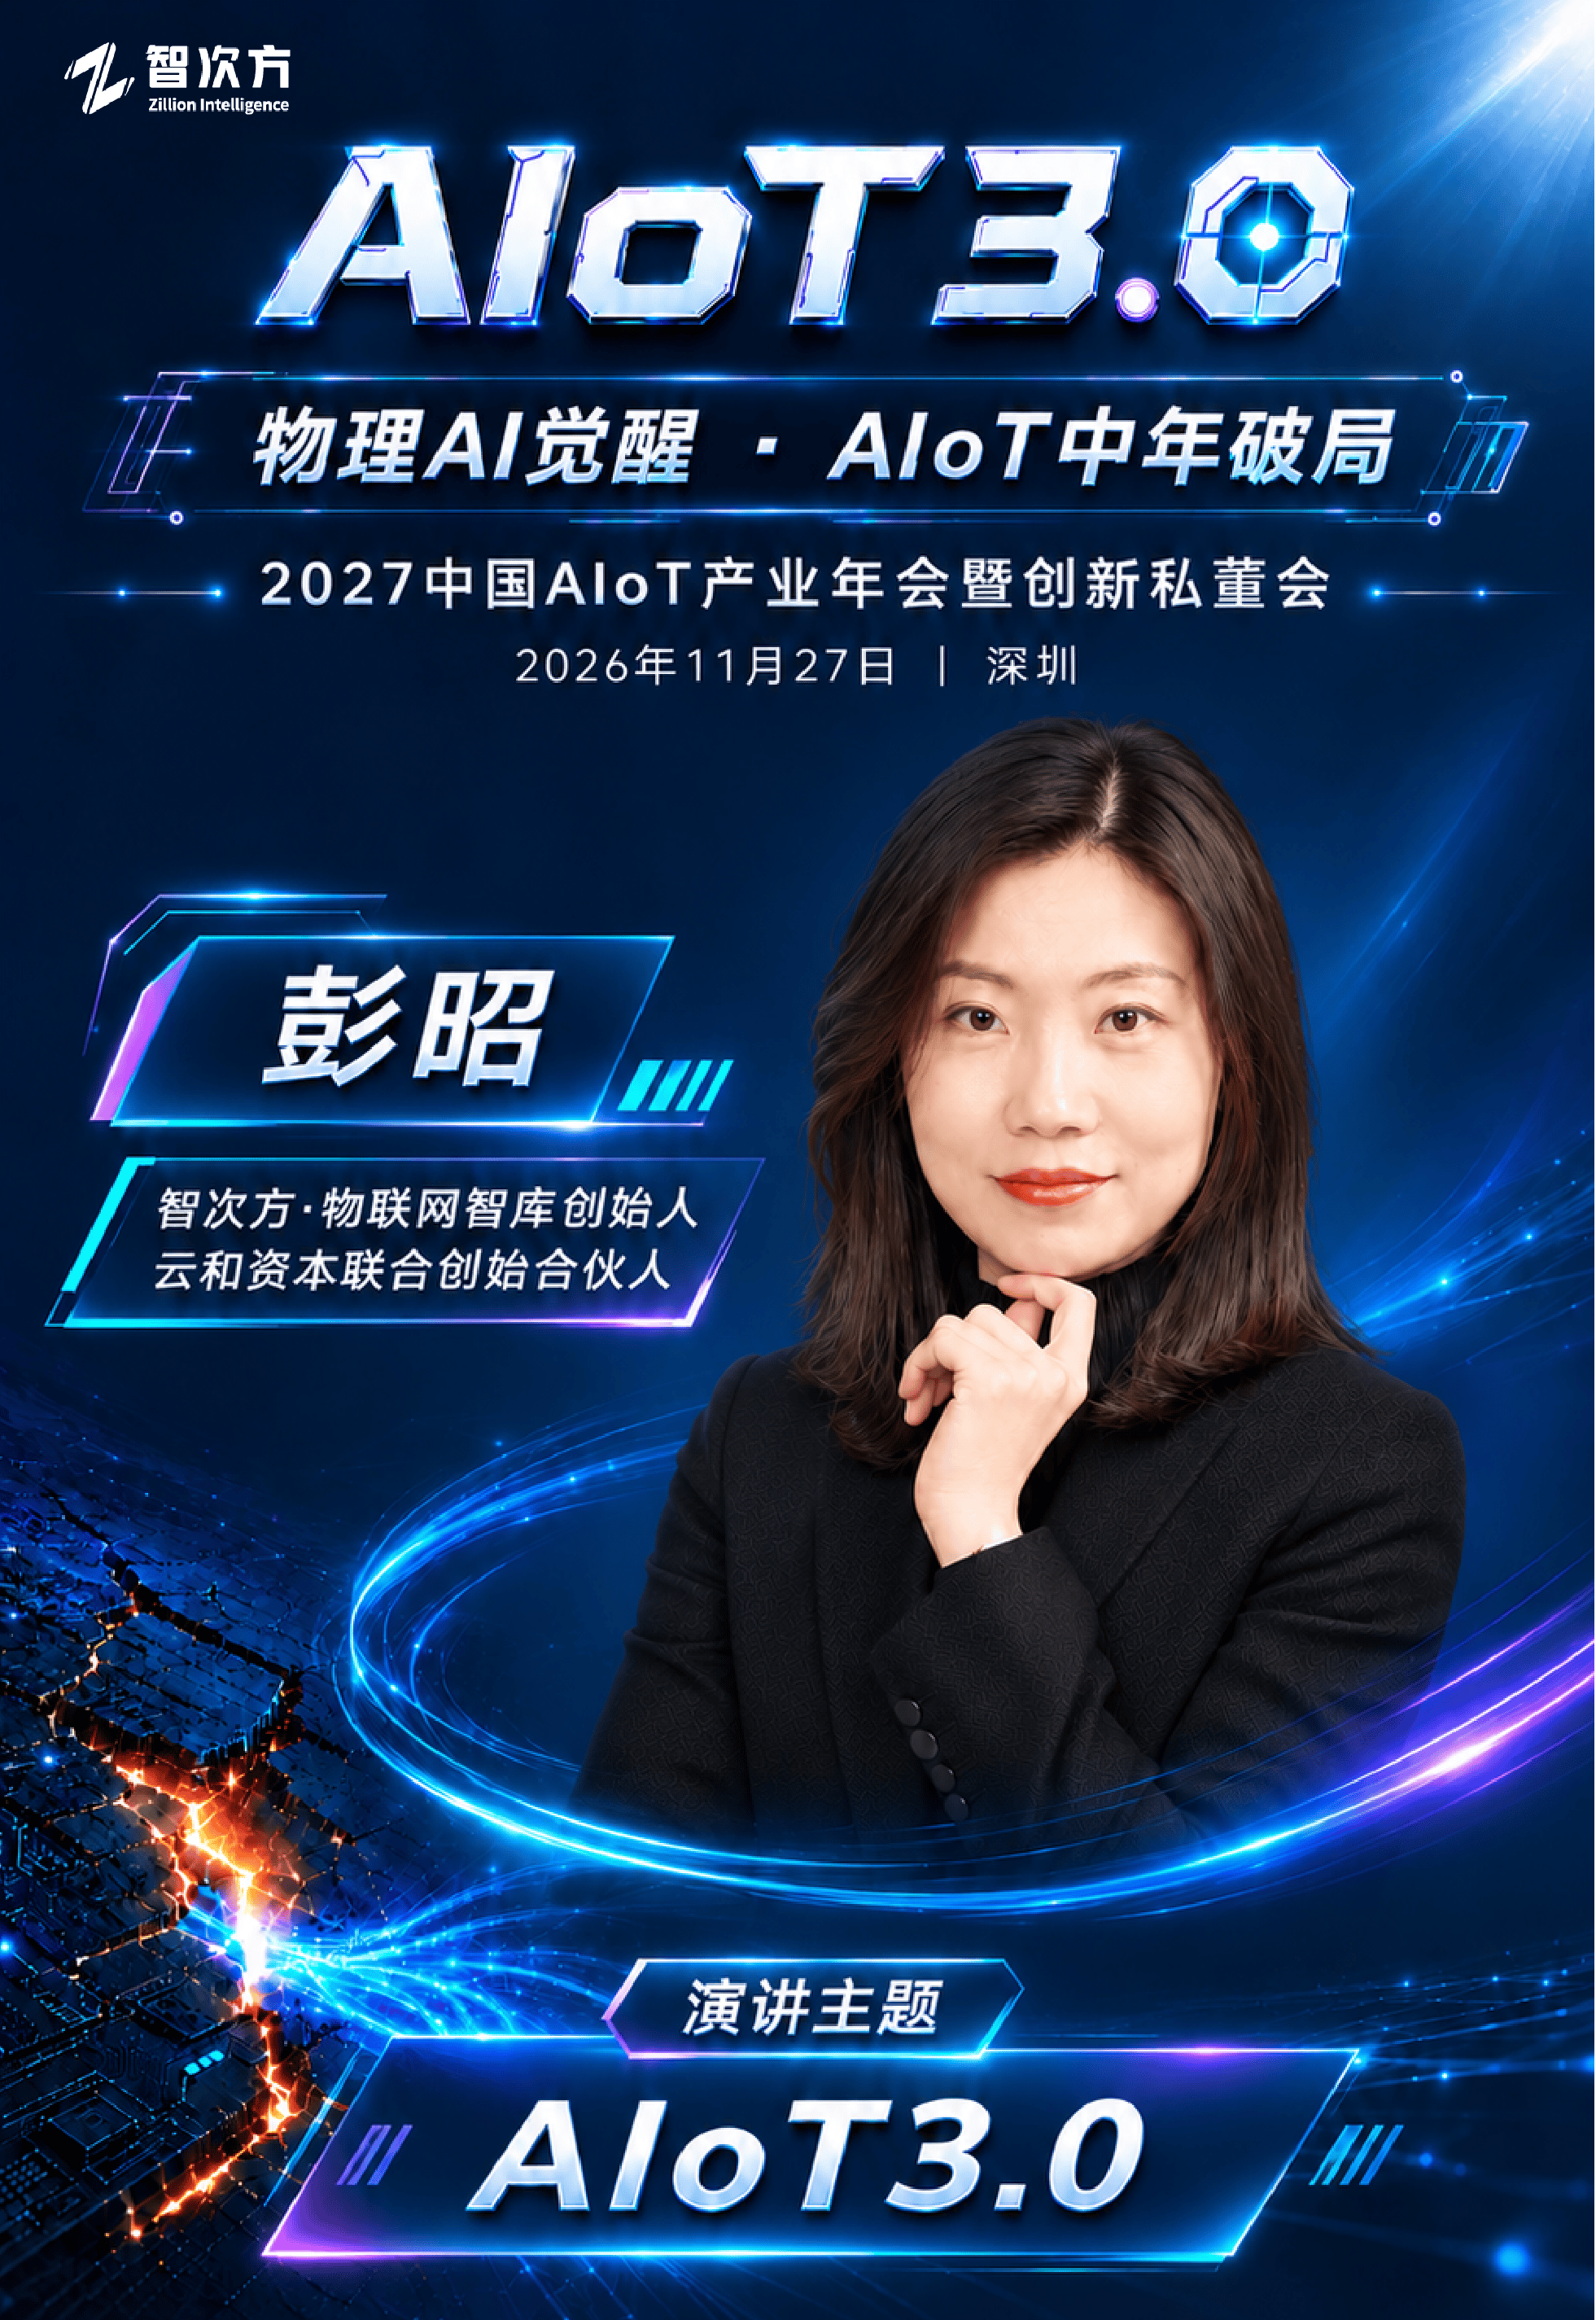 智次方
Zillion Intelligence
AIoT3.0
物理AI觉醒 · AIoT中年破局
2027中国AIoT产业年会暨创新私董会
2026年11月27日 | 深圳
彭昭
智次方·物联网智库创始人
云和资本联合创始合伙人
演讲主题
AIoT3.0